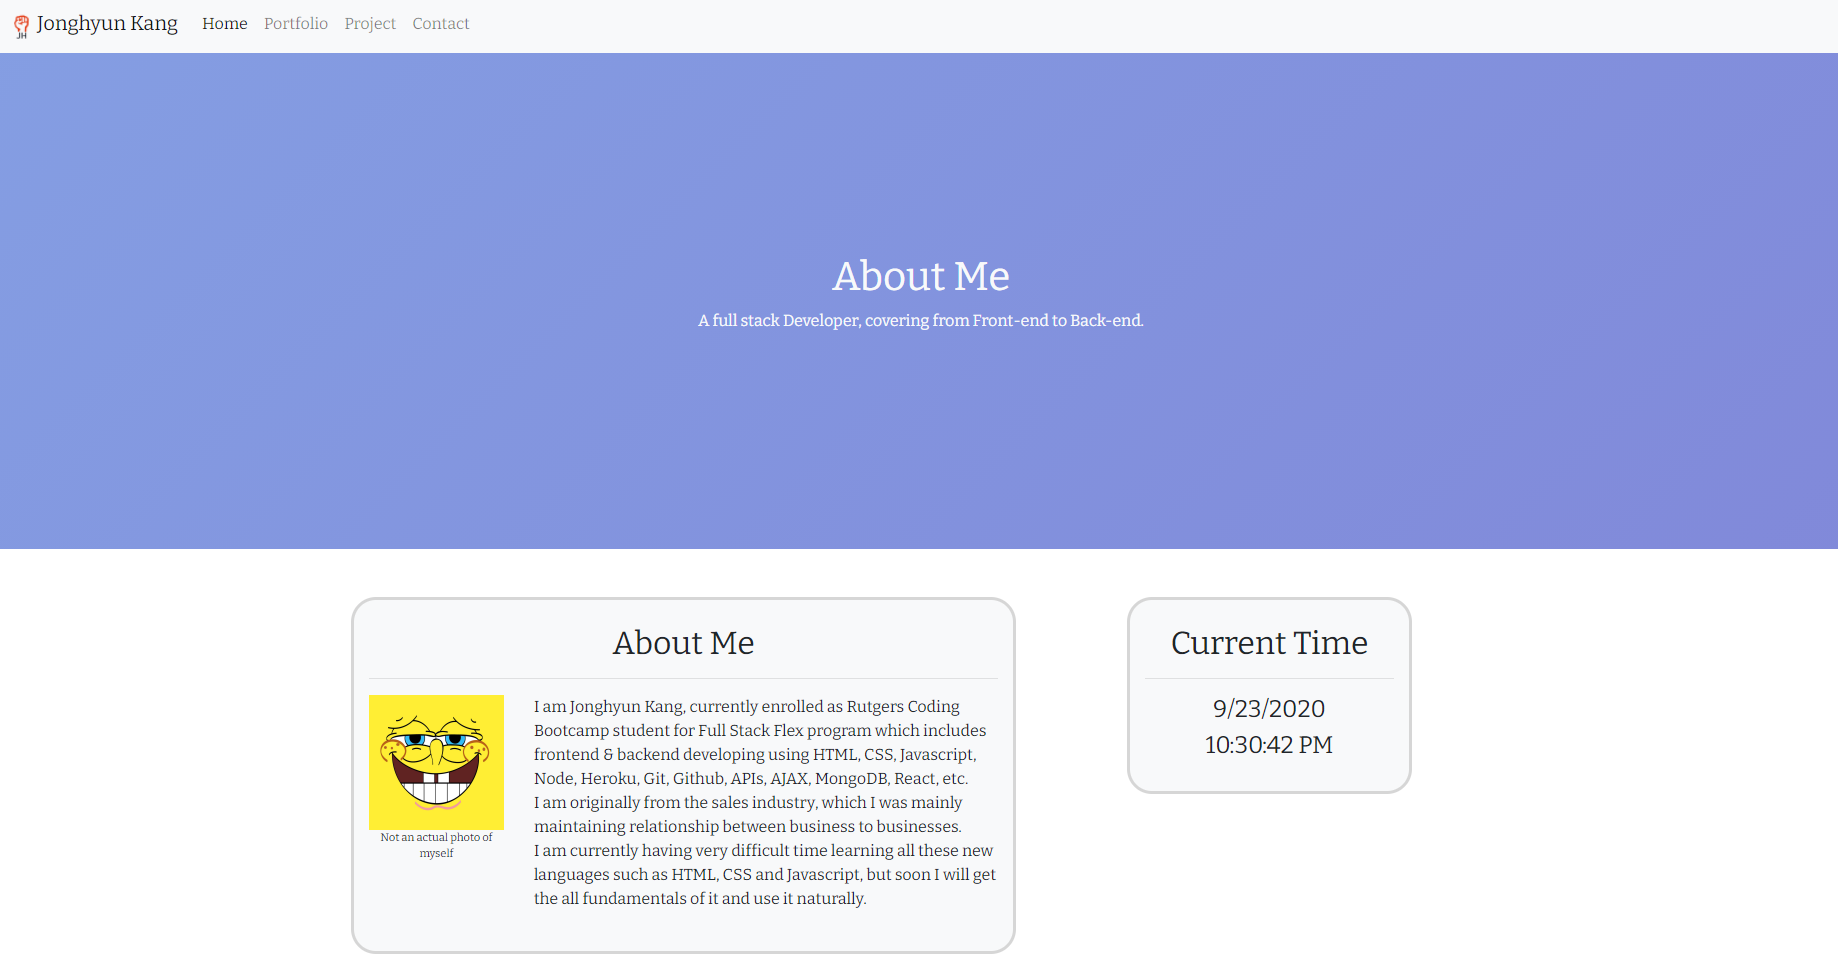 JH
Jonghyun Kang Home Portfolio Project Contact
About Me
A full stack Developer, covering from Front-end to Back-end.
About Me
Not an actual photo of
myself
I am Jonghyun Kang, currently enrolled as Rutgers Coding
Bootcamp student for Full Stack Flex program which includes
frontend & backend developing using HTML, CSS, Javascript,
Node, Heroku, Git, Github, APIs, AJAX, MongoDB, React, etc.
I am originally from the sales industry, which I was mainly
maintaining relationship between business to businesses.
I am currently having very difficult time learning all these new
languages such as HTML, CSS and Javascript, but soon I will get
the all fundamentals of it and use it naturally.
Current Time
9/23/2020
10:30:42 PM